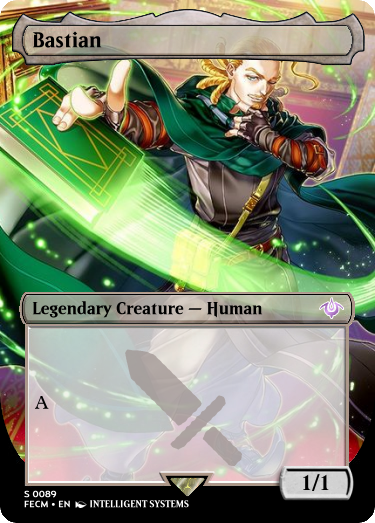 Bastian
Legendary Creature — Human
A
1/1
S 0089
FECM • EN INTELLIGENT SYSTEMS